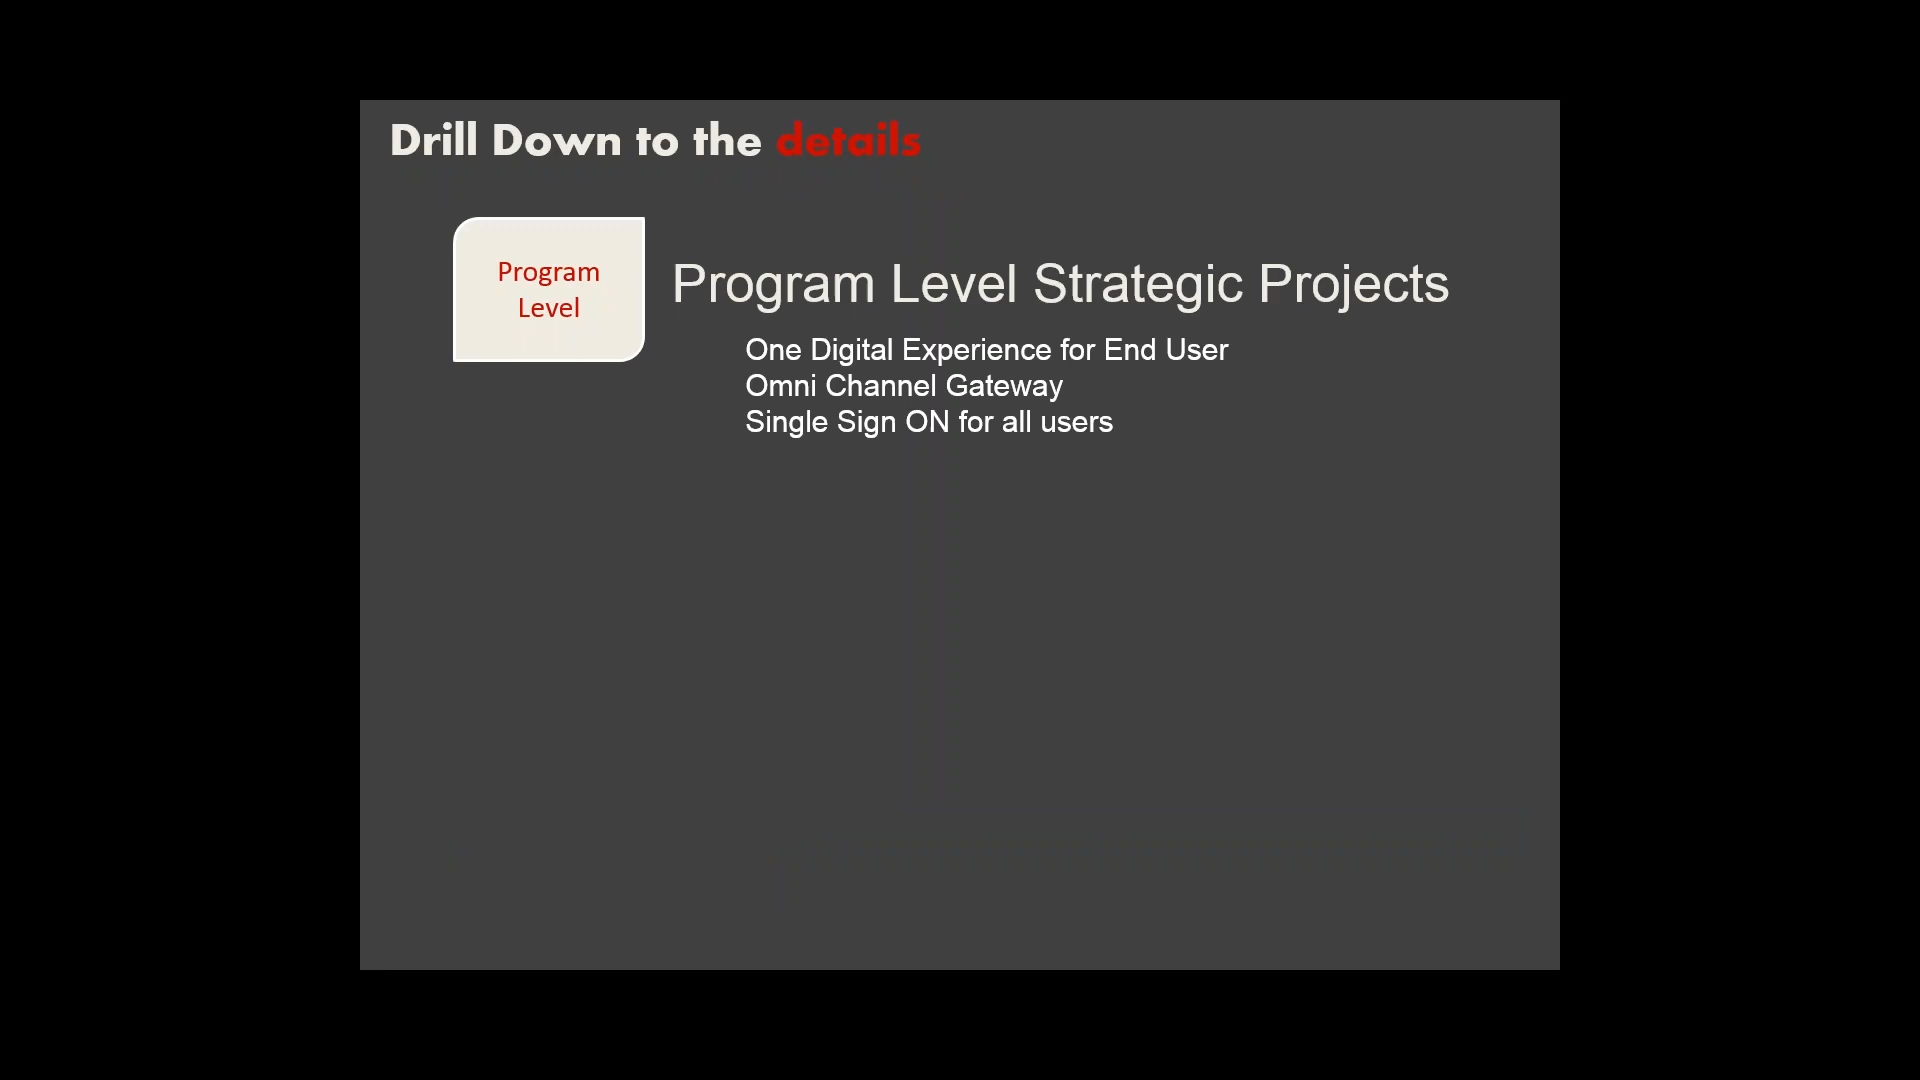 Drill Down to the details
Program
Level
Program Level Strategic Projects
One Digital Experience for End User
Omni Channel Gateway
Single Sign ON for all users